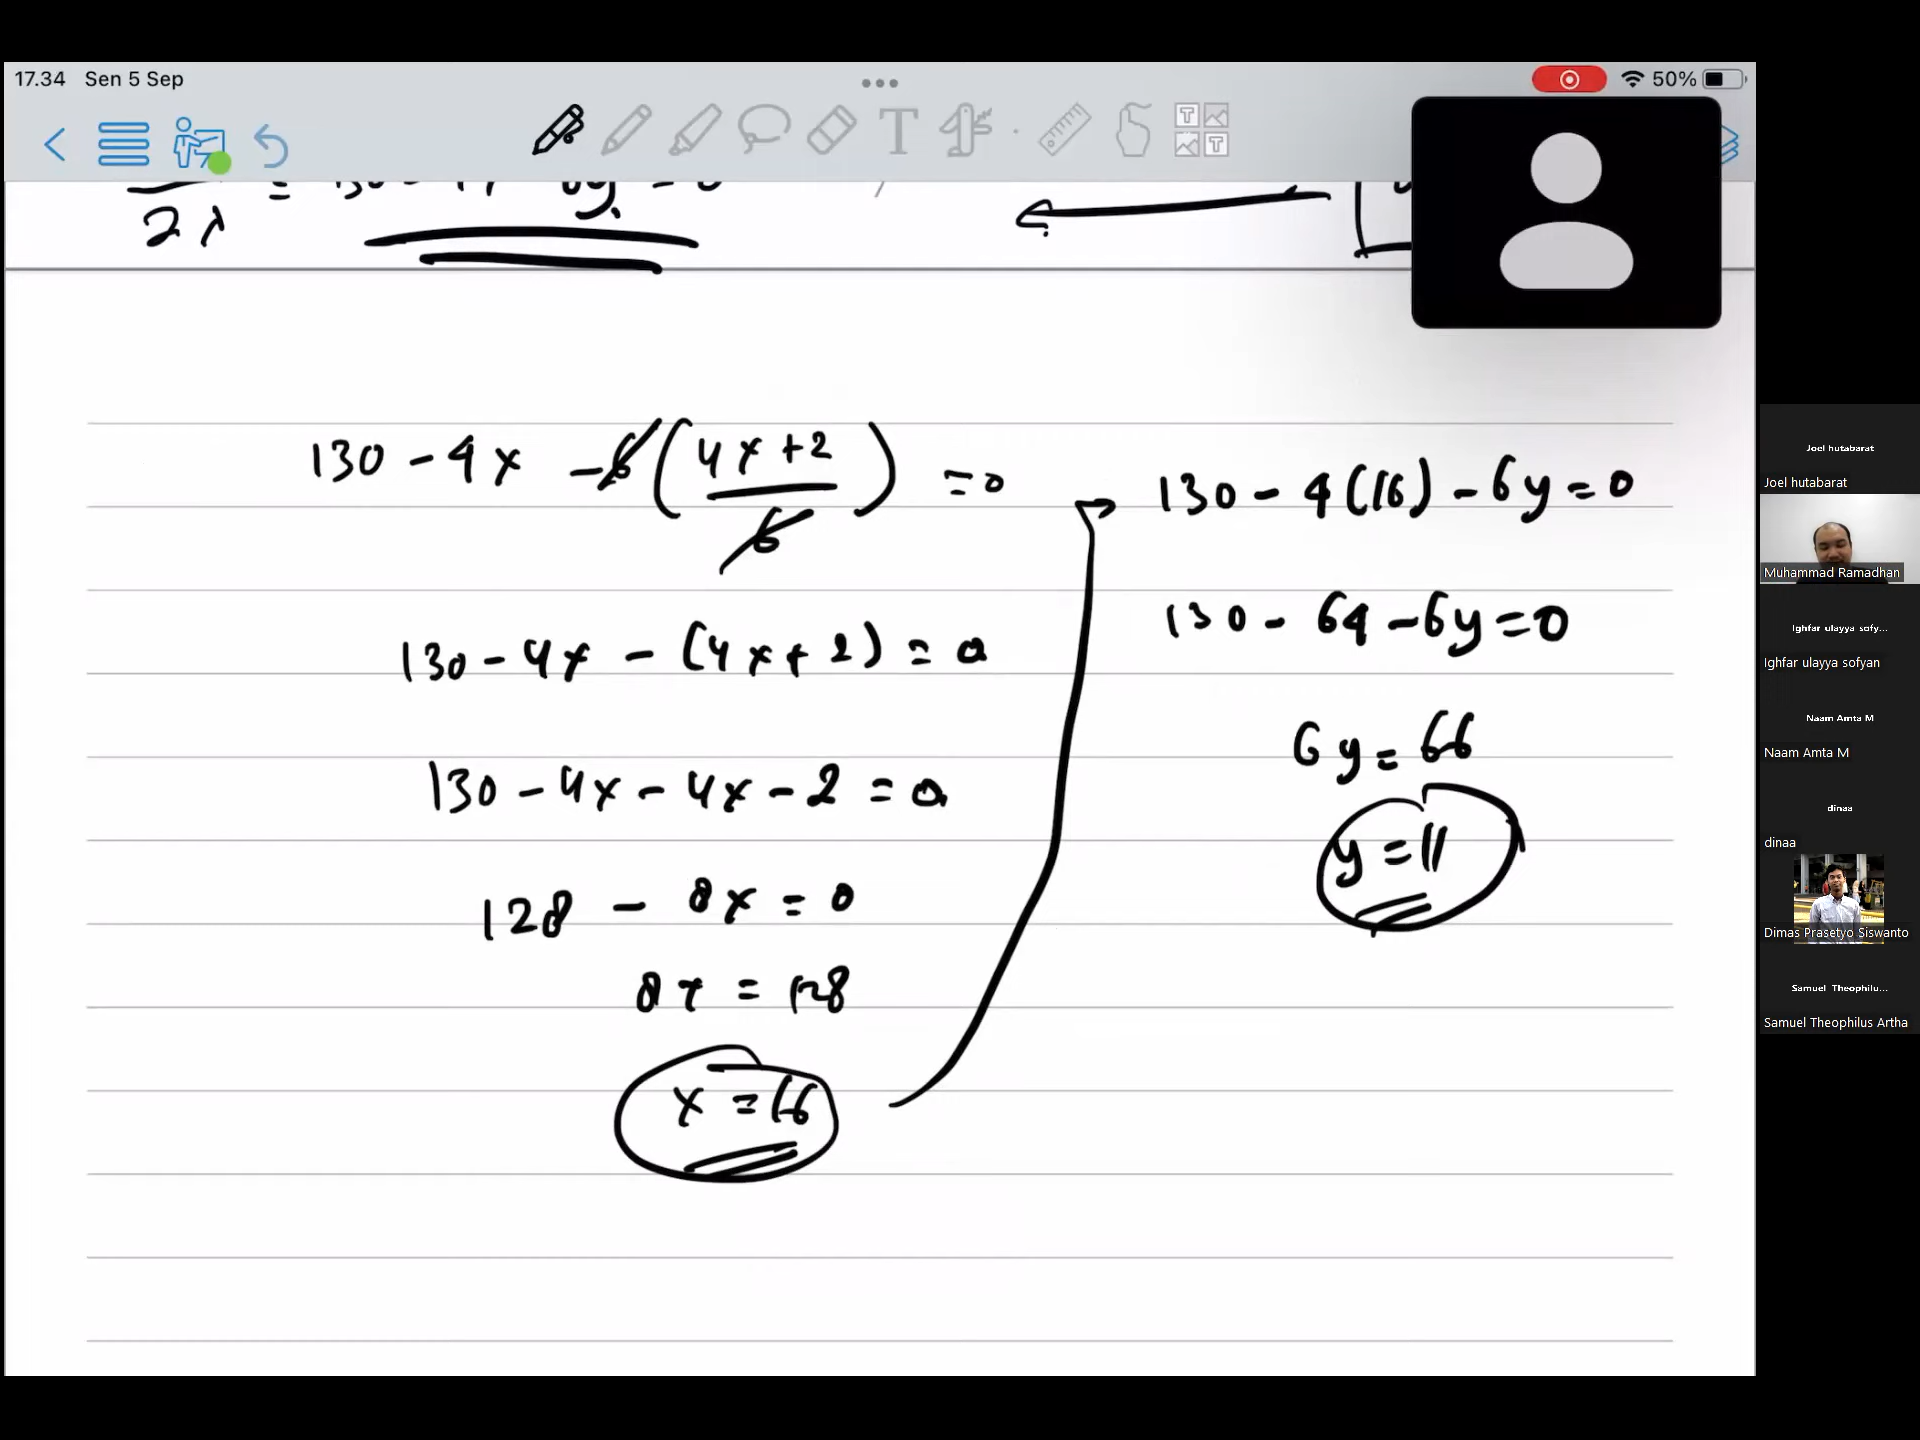 17.34 Sen 5 Sep
50%
2λ
130 - 4x - 6(4x+2 / 6) = 0
130 - 4x - (4x + 2) = 0
130 - 4x - 4x - 2 = 0
128 - 8x = 0
8x = 128
x = 16
130 - 4(16) - 6y = 0
130 - 64 - 6y = 0
6y = 66
y = 11
Joel hutabarat
Joel hutabarat
Muhammad Ramadhan
Ighfar ulayya sofy...
Ighfar ulayya sofyan
Naam Amta M
Naam Amta M
dinaa
dinaa
Dimas Prasetyo Siswanto
Samuel Theophilu...
Samuel Theophilus Artha